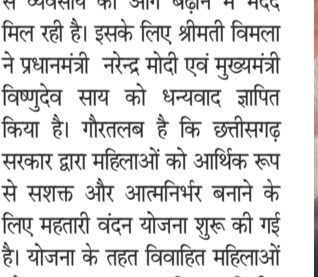 से व्यवसाय को आगे बढ़ाने में मदद
मिल रही है। इसके लिए श्रीमती विमला
ने प्रधानमंत्री नरेन्द्र मोदी एवं मुख्यमंत्री
विष्णुदेव साय को धन्यवाद ज्ञापित
किया है। गौरतलब है कि छत्तीसगढ़
सरकार द्वारा महिलाओं को आर्थिक रूप
से सशक्त और आत्मनिर्भर बनाने के
लिए महतारी वंदन योजना शुरू की गई
है। योजना के तहत विवाहित महिलाओं